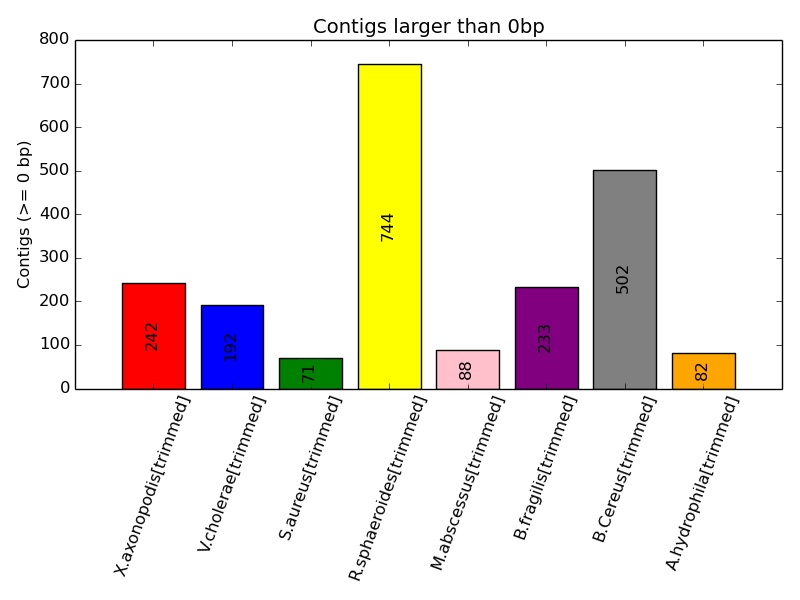 Contigs larger than 0bp
Contigs (>= 0 bp)
800
700
600
500
400
300
200
100
0
242
192
71
744
88
233
502
82
X.axonopodis[trimmed]
V.cholerae[trimmed]
S.aureus[trimmed]
R.sphaeroides[trimmed]
M.abscessus[trimmed]
B.fragilis[trimmed]
B.Cereus[trimmed]
A.hydrophila[trimmed]